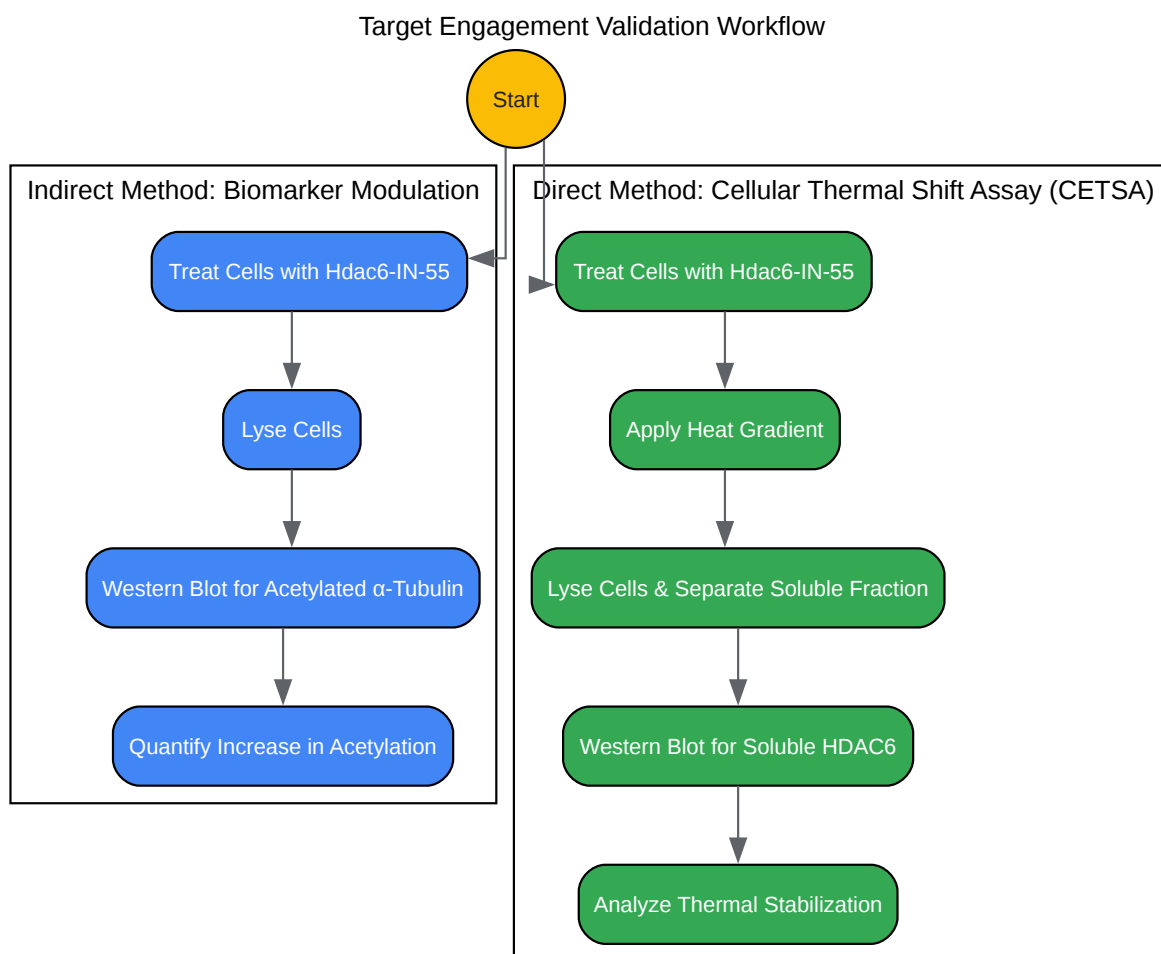 Target Engagement Validation Workflow
Start
Indirect Method: Biomarker Modulation
Treat Cells with Hdac6-IN-55
Lyse Cells
Western Blot for Acetylated α-Tubulin
Quantify Increase in Acetylation
Direct Method: Cellular Thermal Shift Assay (CETSA)
Treat Cells with Hdac6-IN-55
Apply Heat Gradient
Lyse Cells & Separate Soluble Fraction
Western Blot for Soluble HDAC6
Analyze Thermal Stabilization